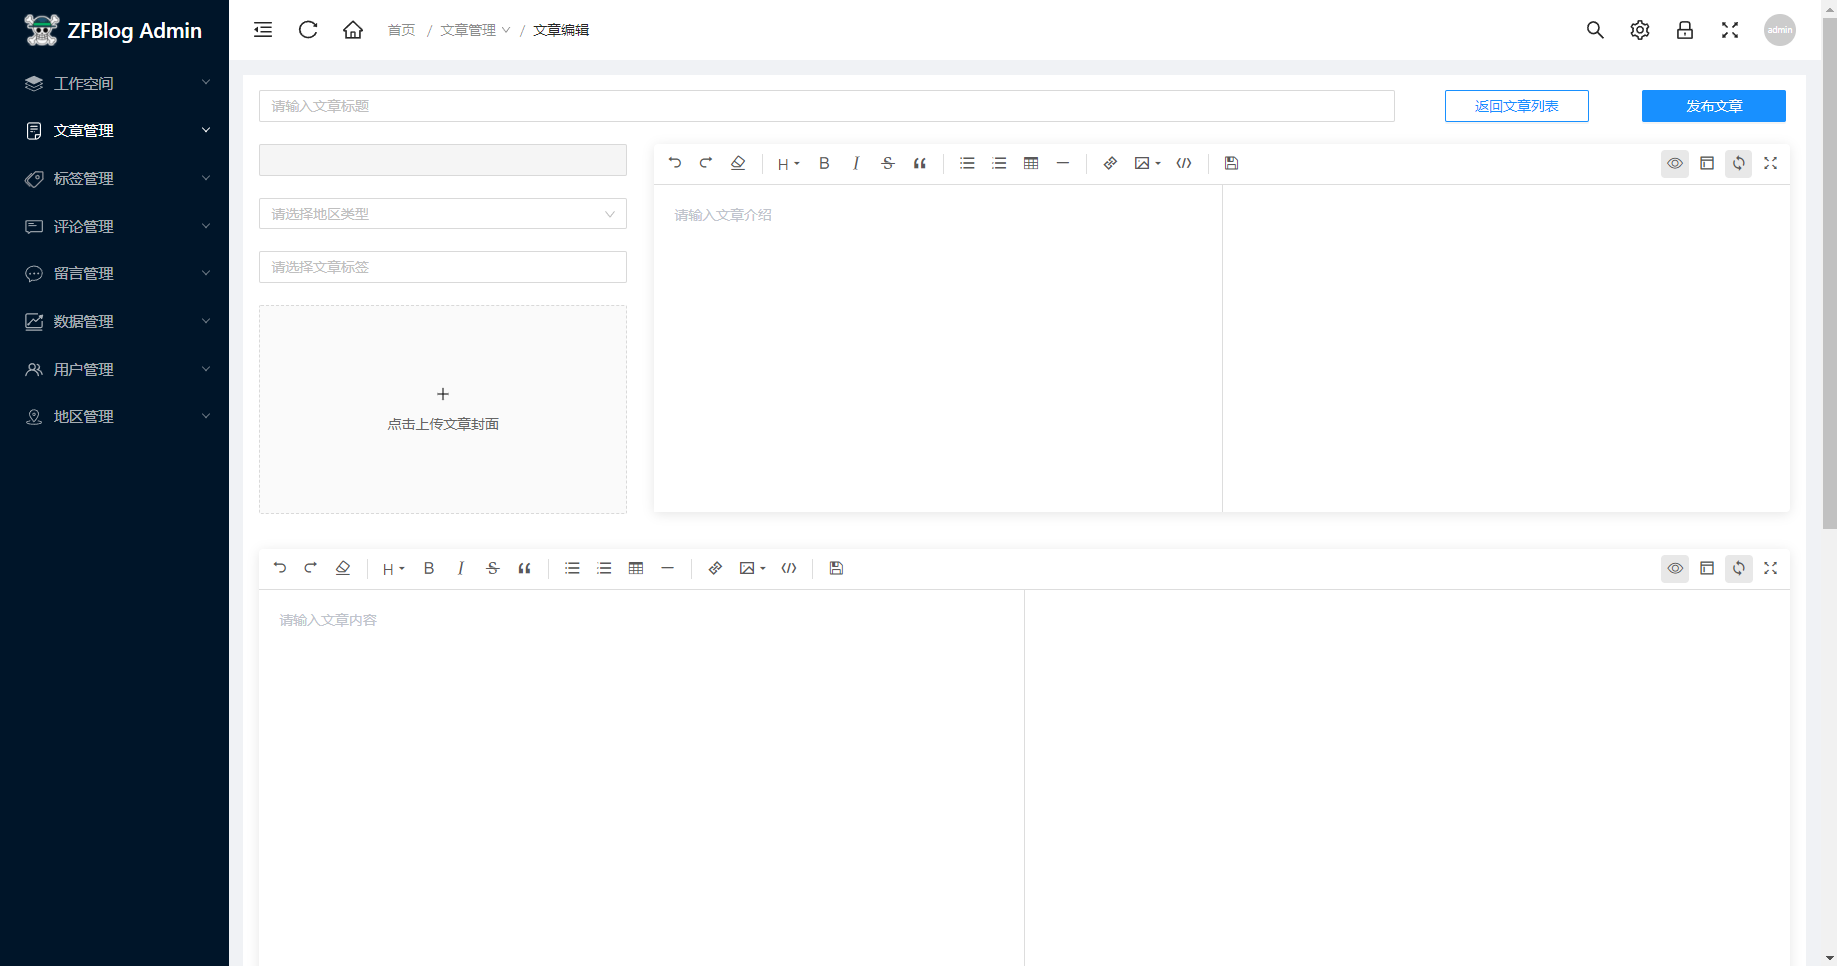 ZFBlog Admin
首页 / 文章管理 / 文章编辑
admin
工作空间
文章管理
标签管理
评论管理
留言管理
数据管理
用户管理
地区管理
请输入文章标题
返回文章列表
发布文章
请选择地区类型
请选择文章标签
点击上传文章封面
H B I S
请输入文章介绍
H B I S
请输入文章内容